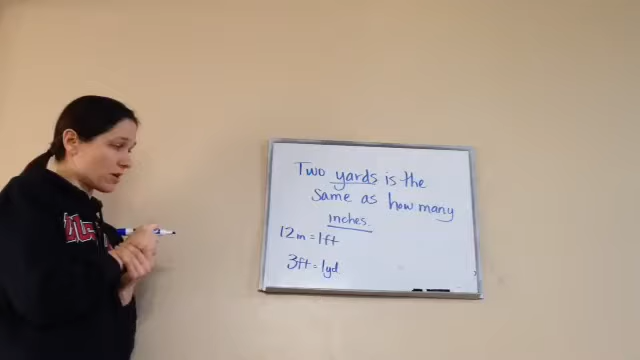 Two yards is the
same as how many
inches.
12in = 1ft
3ft = 1yd